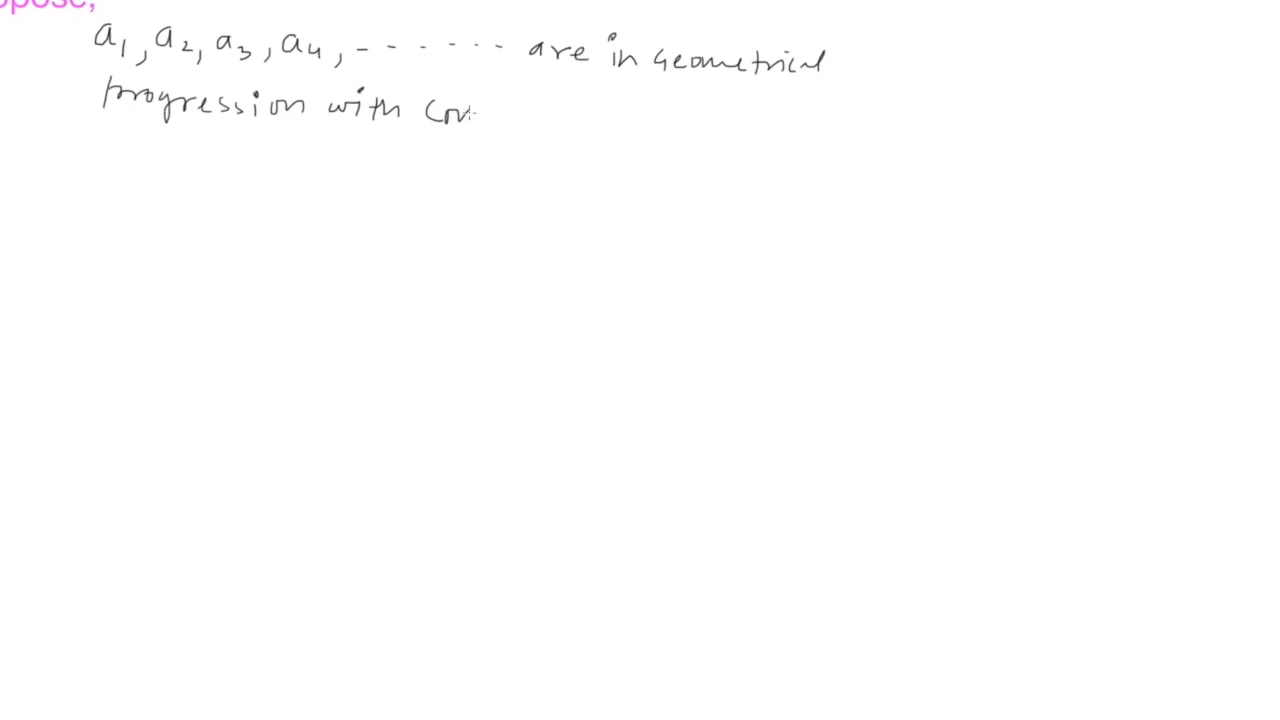 a1, a2, a3, a4, - - - - - - - are in Geometrical
progression with